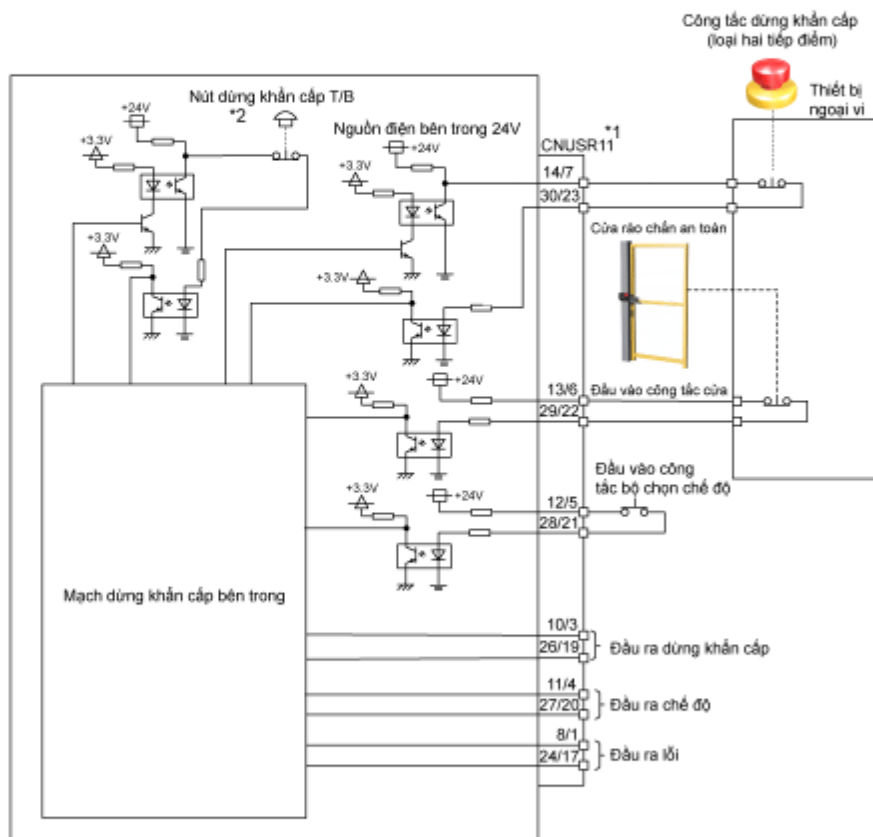 Công tắc dừng khẩn cấp
(loại hai tiếp điểm)
Thiết bị
ngoại vi
Nút dừng khẩn cấp T/B
*2
+24V
+3.3V
+3.3V
Nguồn điện bên trong 24V
+24V
+3.3V
+3.3V
*1
CNUSR11
14/7
30/23
Cửa rào chắn an toàn
+3.3V
+24V
13/6
Đầu vào công tắc cửa
29/22
+3.3V
+24V
12/5
28/21
Đầu vào công
tắc bộ chọn chế độ
Mạch dừng khẩn cấp bên trong
10/3
26/19
Đầu ra dừng khẩn cấp
11/4
27/20
Đầu ra chế độ
8/1
24/17
Đầu ra lỗi